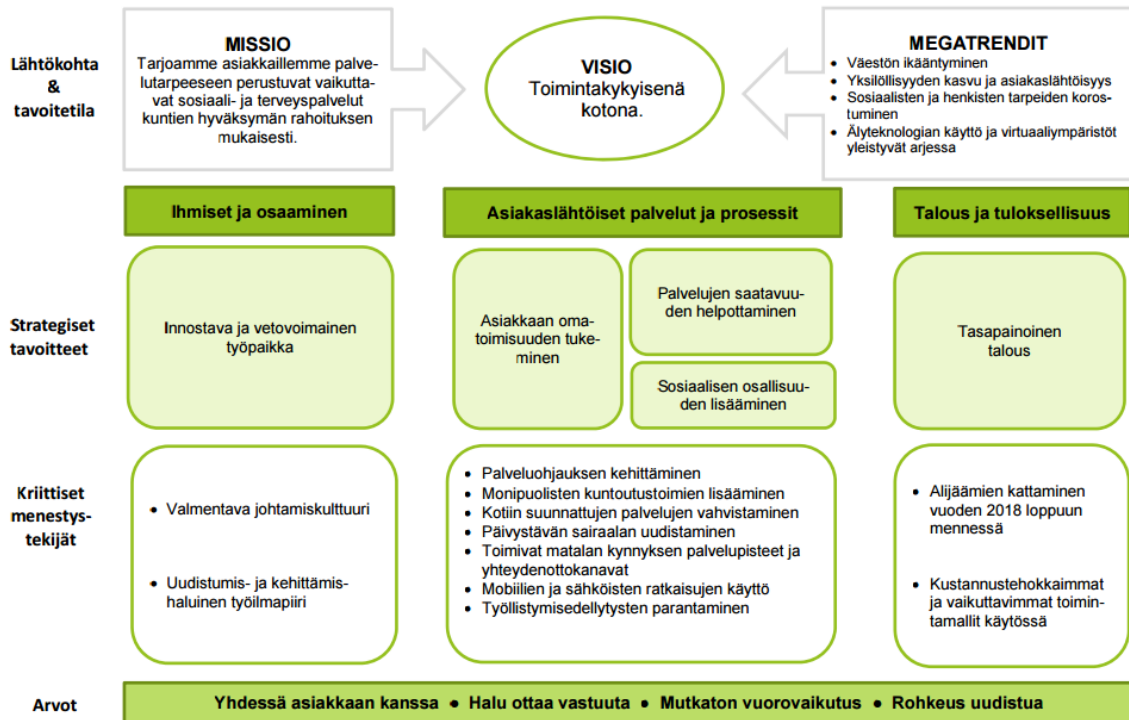 Lähtökohta
&
tavoitetila
MISSIO
Tarjoamme asiakkaillemme palve-
lutarpeeseen perustuvat vaikutta-
vat sosiaali- ja terveyspalvelut
kuntien hyväksymän rahoituksen
mukaisesti.
VISIO
Toimintakykyisenä
kotona.
MEGATRENDIT
• Väestön ikääntyminen
• Yksilöllisyyden kasvu ja asiakaslähtöisyys
• Sosiaalisten ja henkisten tarpeiden koros-
tuminen
• Älyteknologian käyttö ja virtuaaliympäristöt
yleistyvät arjessa
Ihmiset ja osaaminen
Asiakaslähtöiset palvelut ja prosessit
Talous ja tuloksellisuus
Strategiset
tavoitteet
Innostava ja vetovoimainen
työpaikka
Asiakkaan oma-
toimisuuden tuke-
minen
Palvelujen saatavuu-
den helpottaminen
Sosiaalisen osallisuu-
den lisääminen
Tasapainoinen
talous
Kriittiset
menestys-
tekijät
• Valmentava johtamiskulttuuri
• Uudistumis- ja kehittämis-
haluinen työilmapiiri
• Palveluohjauksen kehittäminen
• Monipuolisten kuntoutustoimien lisääminen
• Kotiin suunnattujen palvelujen vahvistaminen
• Päivystävän sairaalan uudistaminen
• Toimivat matalan kynnyksen palvelupisteet ja
yhteydenottokanavat
• Mobiilien ja sähköisten ratkaisujen käyttö
• Työllistymisedellytysten parantaminen
• Alijäämien kattaminen
vuoden 2018 loppuun
mennessä
• Kustannustehokkaimmat
ja vaikuttavimmat toimin-
tamallit käytössä
Arvot
Yhdessä asiakkaan kanssa ● Halu ottaa vastuuta ● Mutkaton vuorovaikutus ● Rohkeus uudistua